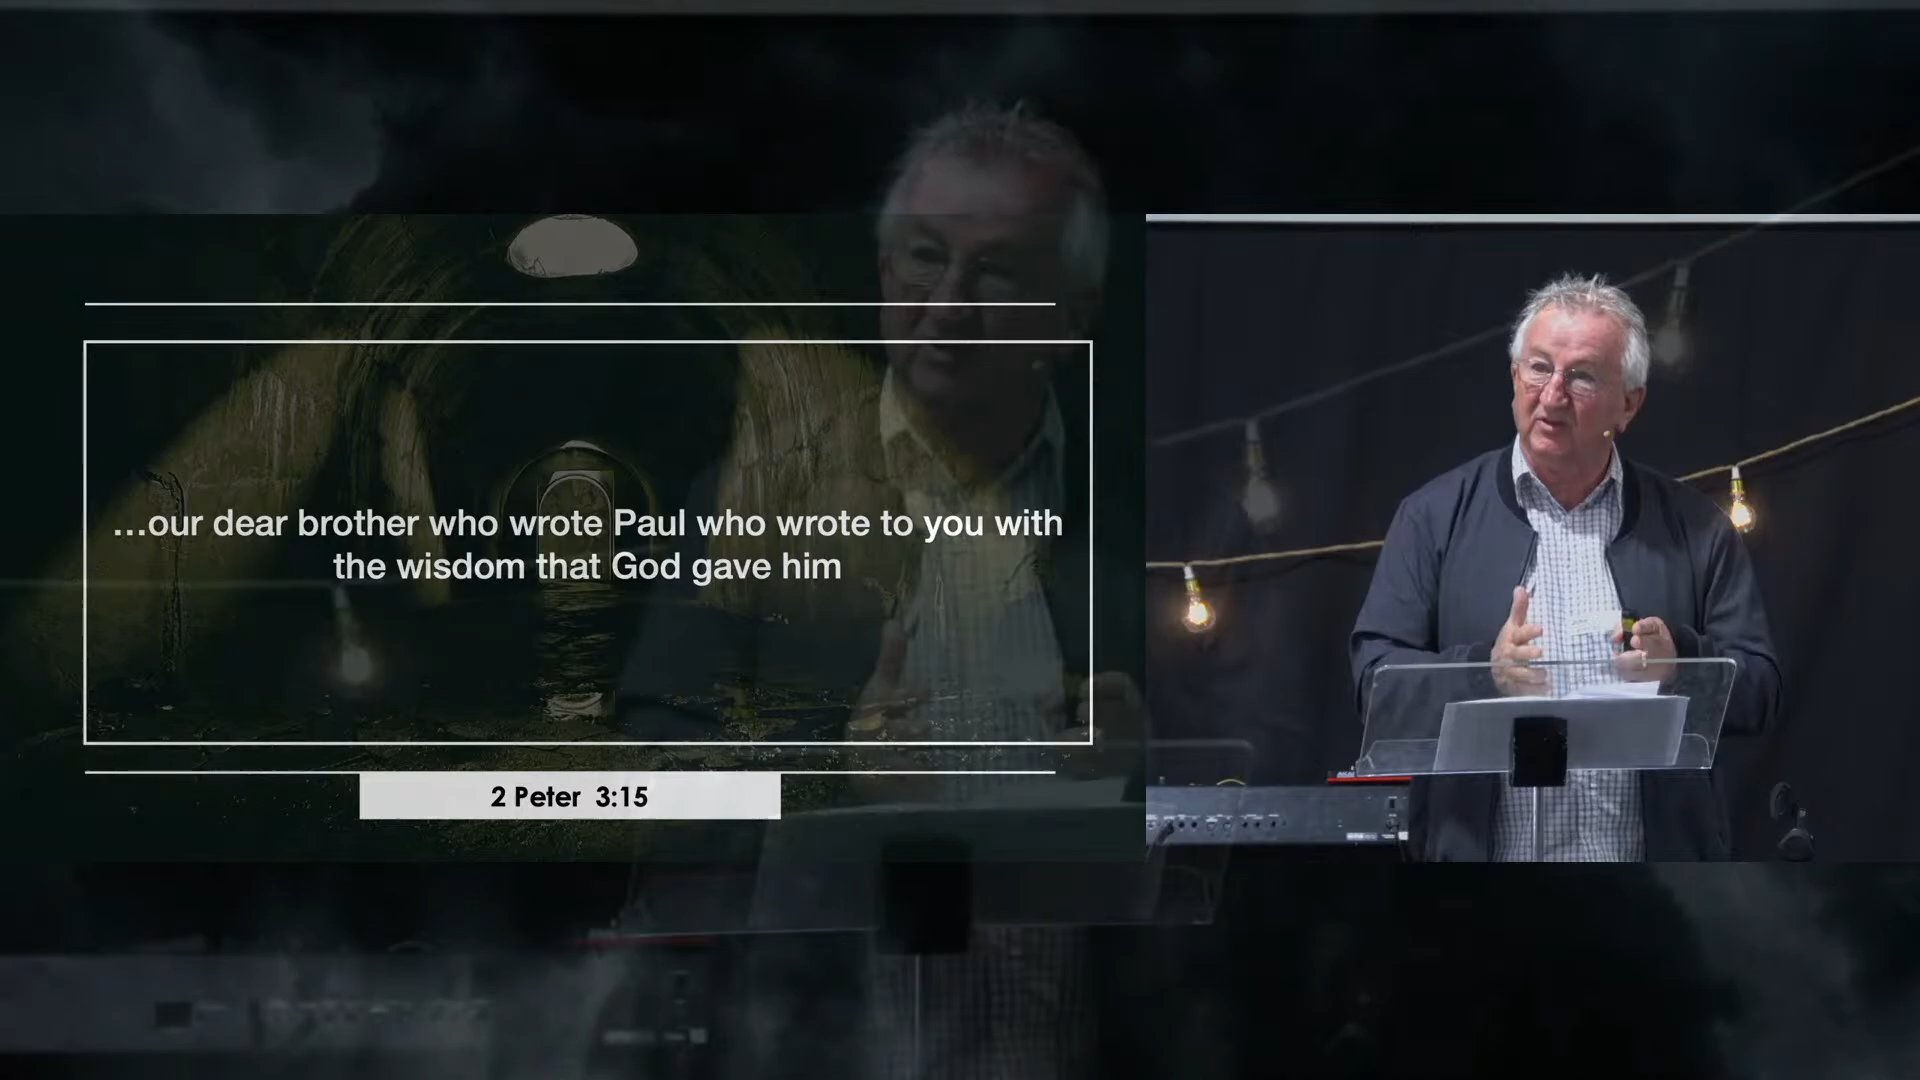 ...our dear brother who wrote Paul who wrote to you with
the wisdom that God gave him
2 Peter 3:15